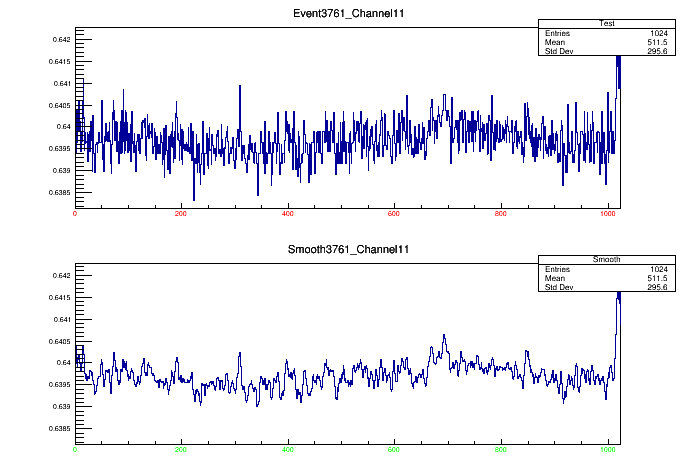 Event3761_Channel11
Test
Entries 1024
Mean 511.5
Std Dev 295.6
0.642
0.6415
0.641
0.6405
0.64
0.6395
0.639
0.6385
0 200 400 600 800 1000
Smooth3761_Channel11
Smooth
Entries 1024
Mean 511.5
Std Dev 295.6
0.642
0.6415
0.641
0.6405
0.64
0.6395
0.639
0.6385
0 200 400 600 800 1000